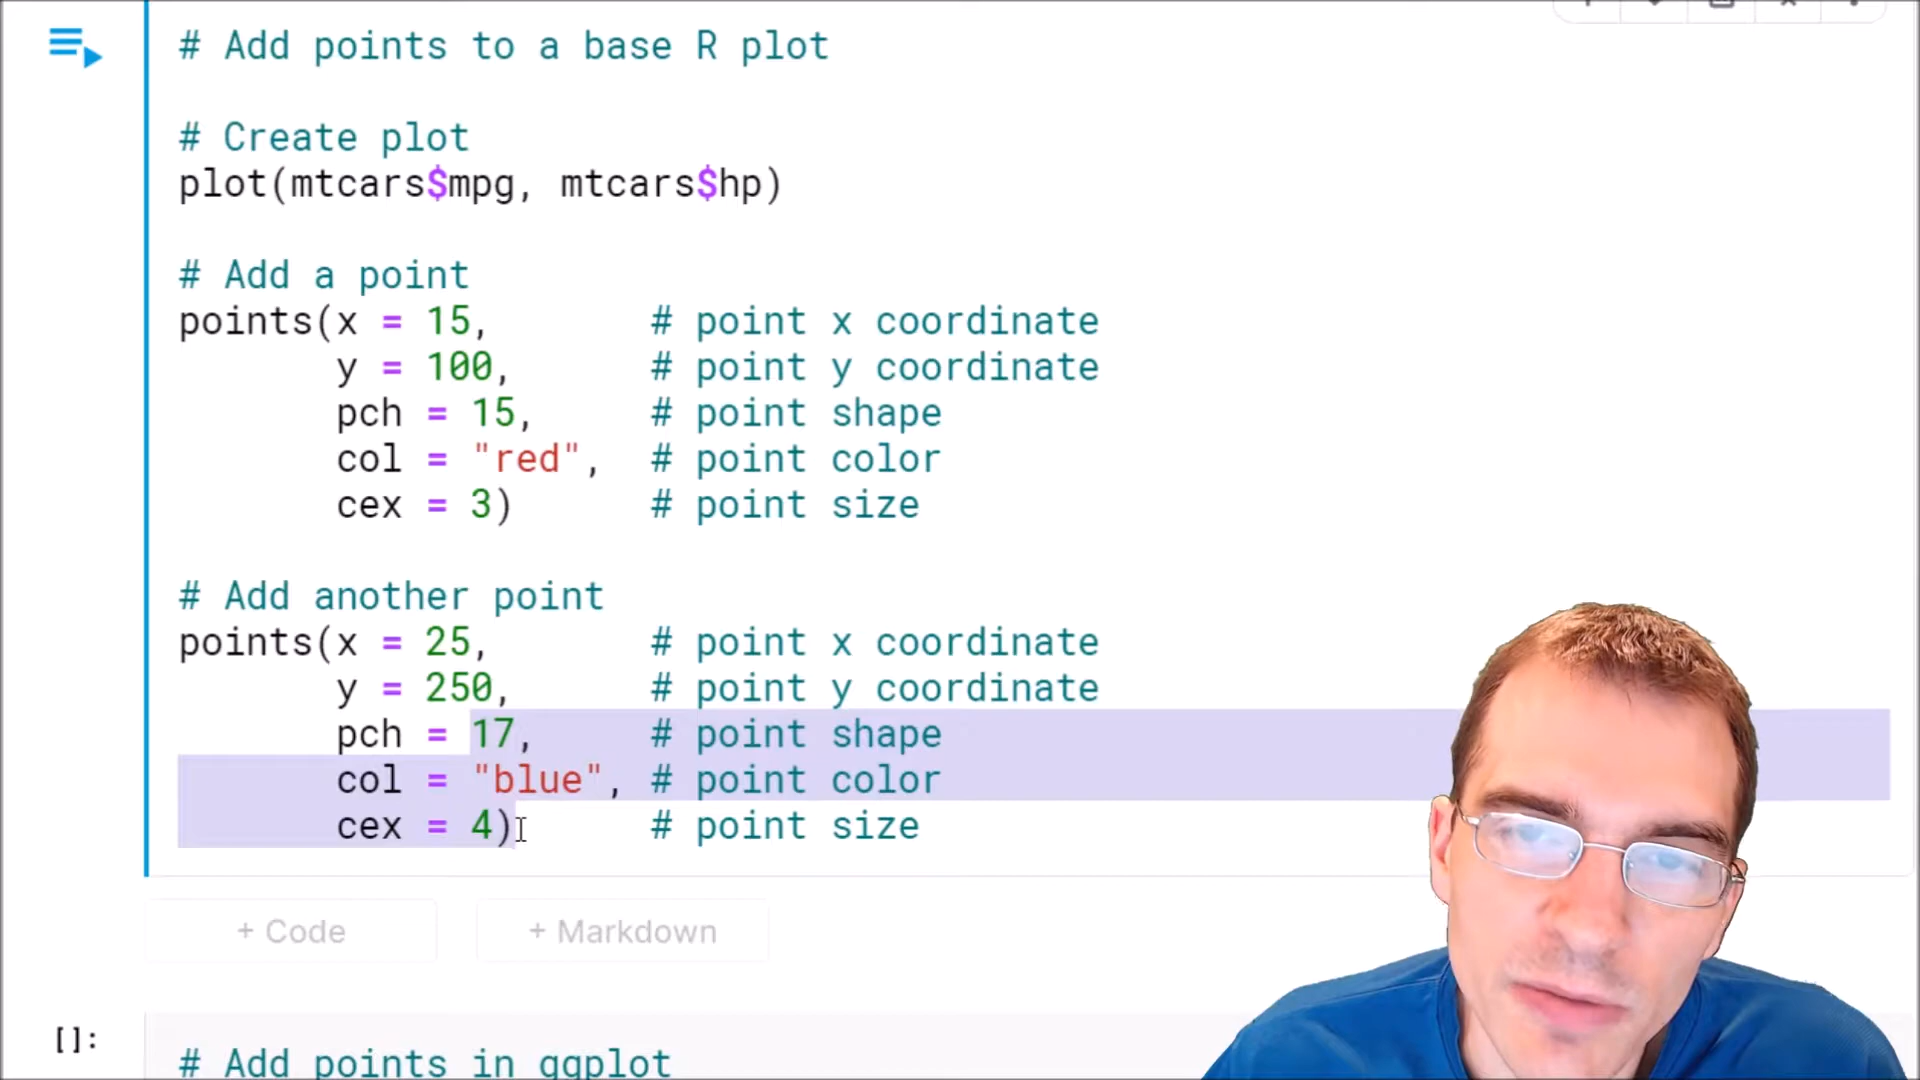 # Add points to a base R plot
# Create plot
plot(mtcars$mpg, mtcars$hp)
# Add a point
points(x = 15, # point x coordinate
y = 100, # point y coordinate
pch = 15, # point shape
col = "red", # point color
cex = 3) # point size
# Add another point
points(x = 25, # point x coordinate
y = 250, # point y coordinate
pch = 17, # point shape
col = "blue", # point color
cex = 4) # point size
+ Code
+ Markdown
[]:
# Add points in ggplot